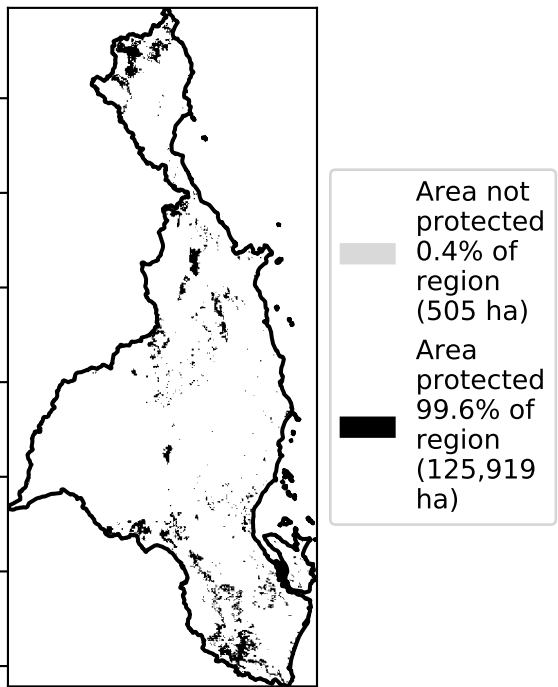 Area not
protected
0.4% of
region
(505 ha)
Area
protected
99.6% of
region
(125,919
ha)